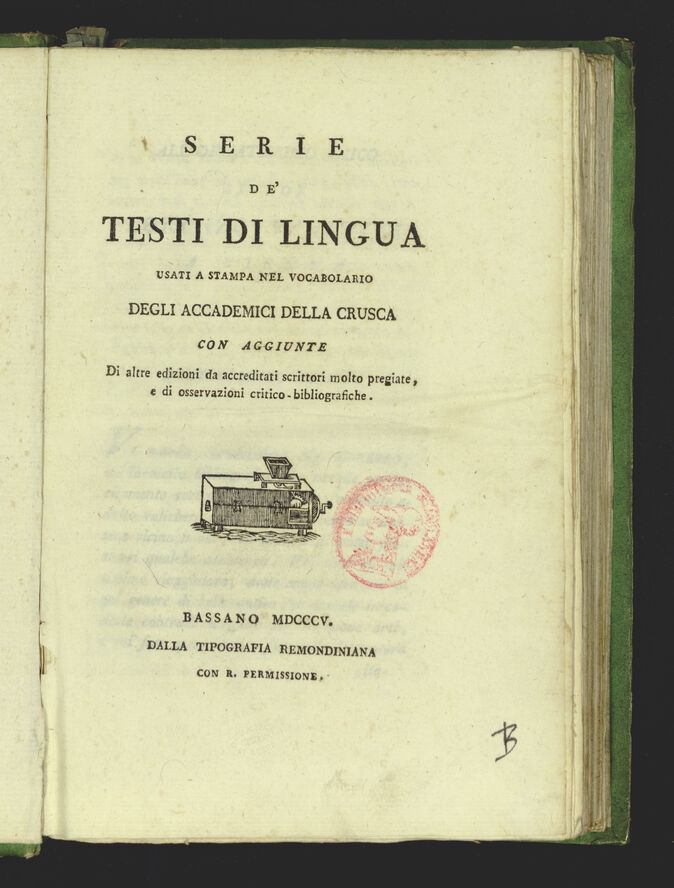 SERIE
DE'
TESTI DI LINGUA
USATI A STAMPA NEL VOCABOLARIO
DEGLI ACCADEMICI DELLA CRUSCA
CON AGGIUNTE
Di altre edizioni da accreditati scrittori molto pregiate,
e di osservazioni critico-bibliografiche.
BASSANO MDCCCV.
DALLA TIPOGRAFIA REMONDINIANA
CON R. PERMISSIONE.
B